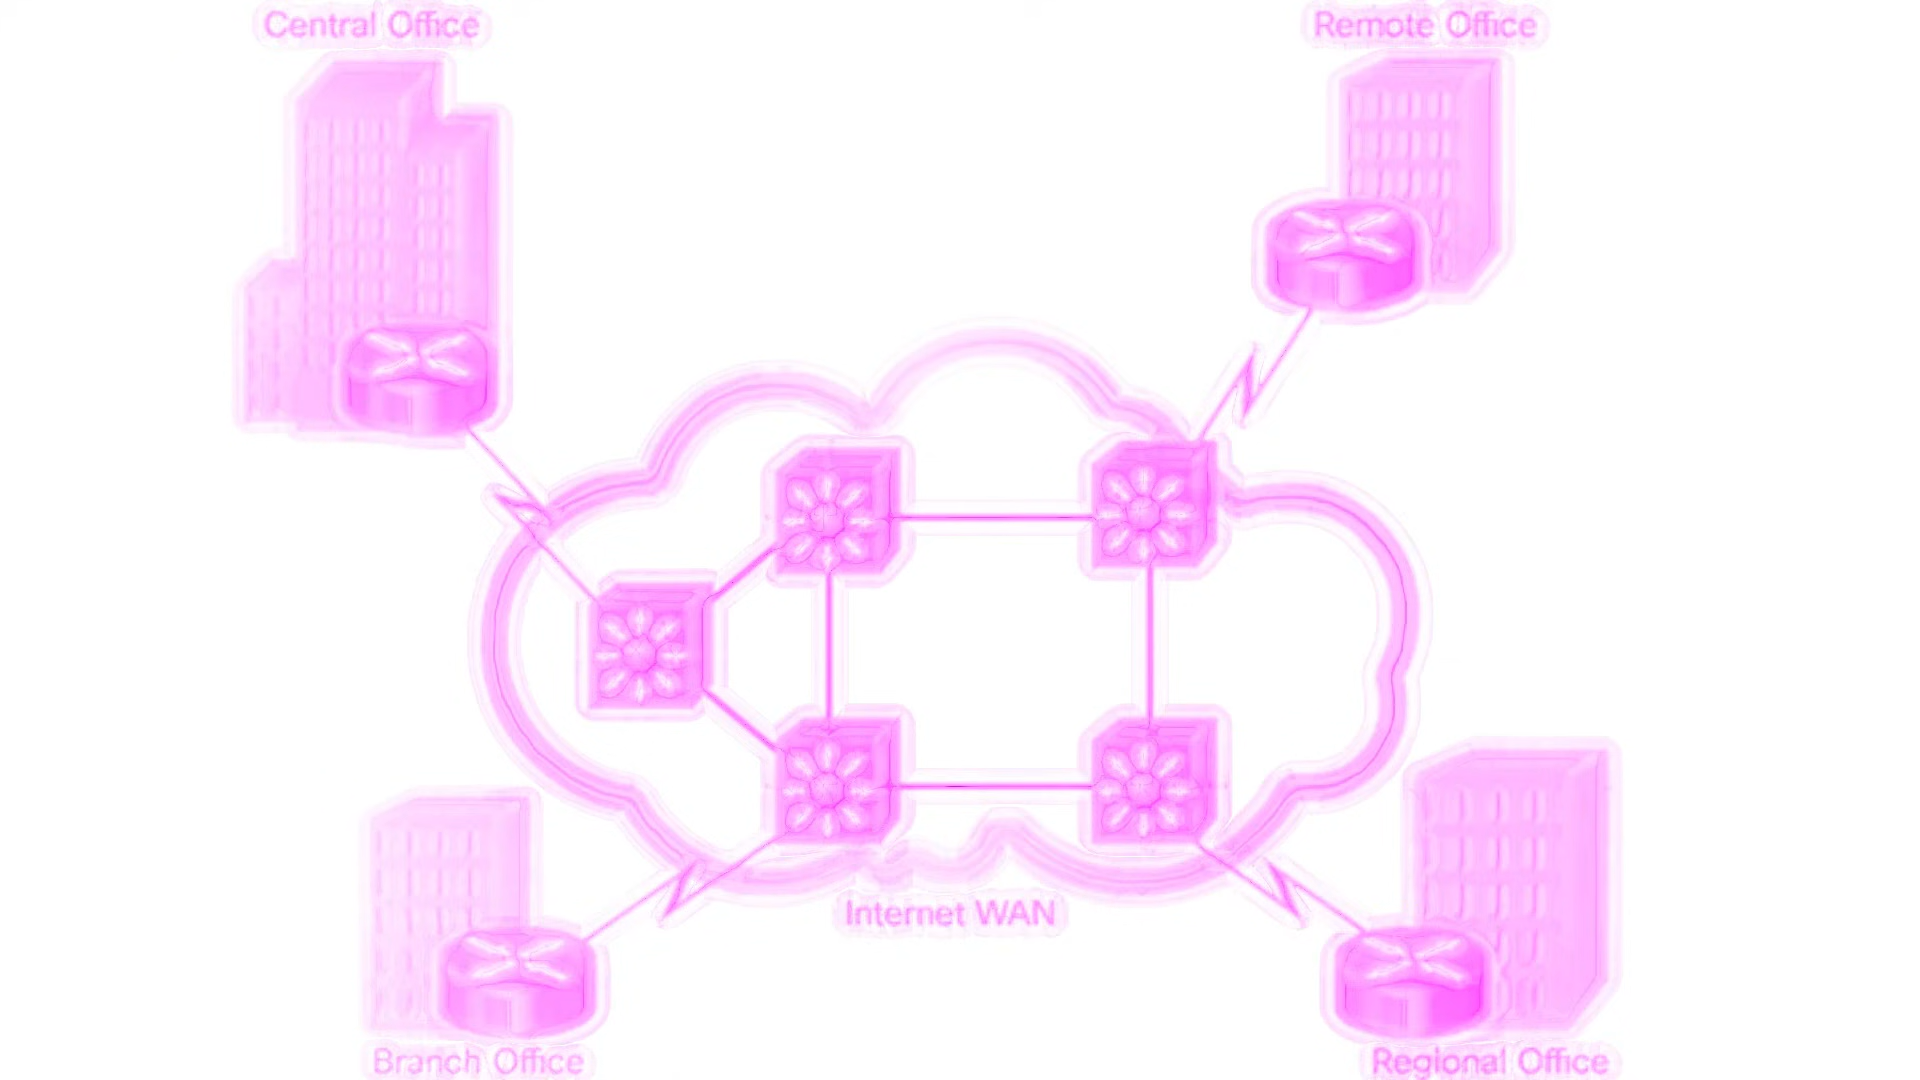 Central Office
Remote Office
Internet WAN
Branch Office
Regional Office